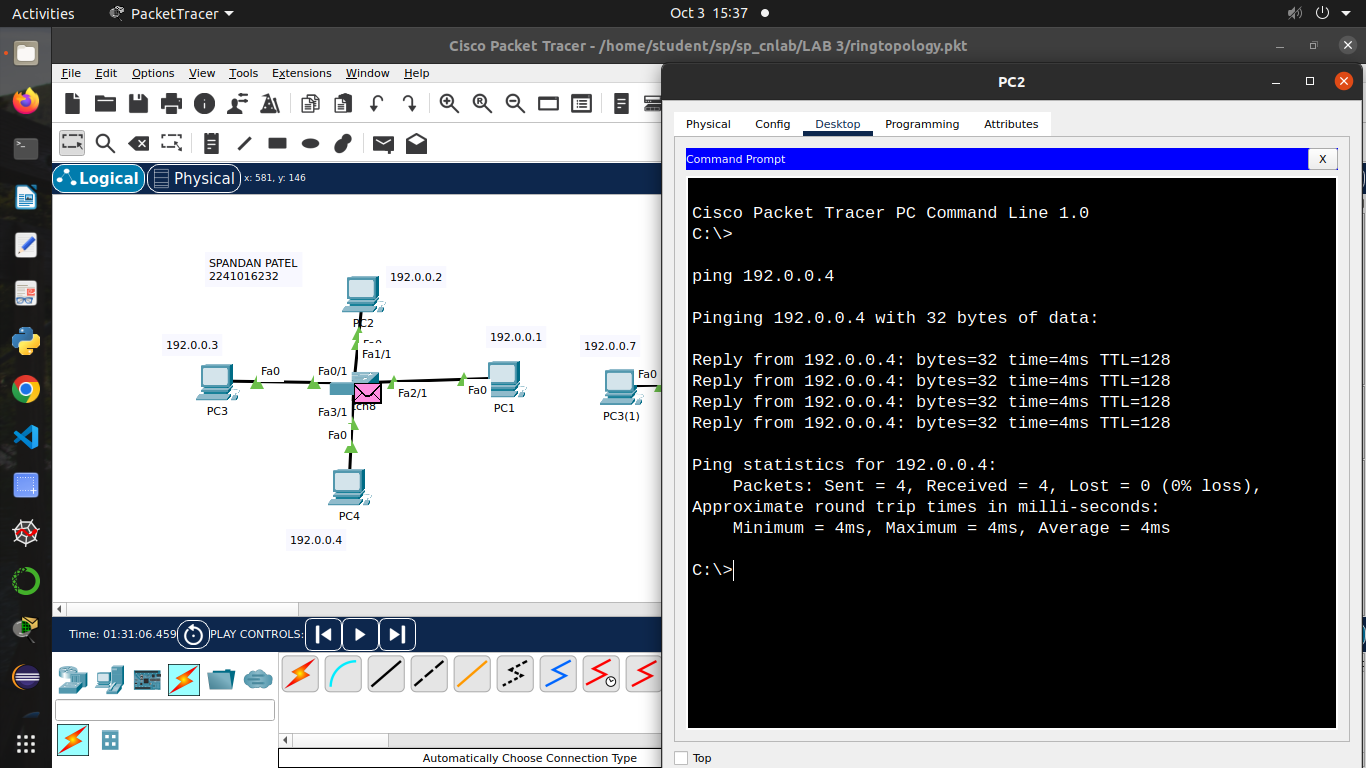 Activities
PacketTracer
Oct 3 15:37
Cisco Packet Tracer - /home/student/sp/sp_cnlab/LAB 3/ringtopology.pkt
File Edit Options View Tools Extensions Window Help
Logical
Physical
x: 581, y: 146
SPANDAN PATEL
2241016232
192.0.0.2
PC2
192.0.0.3
192.0.0.1
192.0.0.7
Fa1/1
Fa0
Fa0/1
Fa0
Fa2/1
Fa0
PC3
PC1
PC3(1)
Fa3/1
Fa0
PC4
192.0.0.4
Time: 01:31:06.459
PLAY CONTROLS:
Automatically Choose Connection Type
PC2
Physical Config Desktop Programming Attributes
Command Prompt
X
Cisco Packet Tracer PC Command Line 1.0
C:\>
ping 192.0.0.4
Pinging 192.0.0.4 with 32 bytes of data:
Reply from 192.0.0.4: bytes=32 time=4ms TTL=128
Reply from 192.0.0.4: bytes=32 time=4ms TTL=128
Reply from 192.0.0.4: bytes=32 time=4ms TTL=128
Reply from 192.0.0.4: bytes=32 time=4ms TTL=128
Ping statistics for 192.0.0.4:
Packets: Sent = 4, Received = 4, Lost = 0 (0% loss),
Approximate round trip times in milli-seconds:
Minimum = 4ms, Maximum = 4ms, Average = 4ms
C:\>
Top